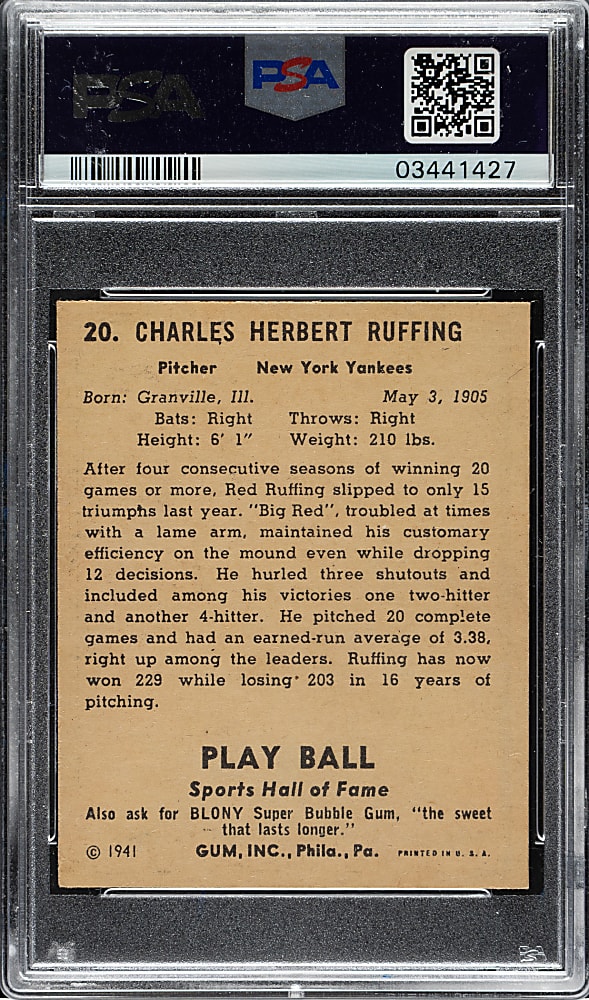 PSA
PSA
03441427
20. CHARLES HERBERT RUFFING
Pitcher New York Yankees
Born: Granville, Ill. May 3, 1905
Bats: Right Throws: Right
Height: 6' 1" Weight: 210 lbs.
After four consecutive seasons of winning 20
games or more, Red Ruffing slipped to only 15
triumphs last year. "Big Red", troubled at times
with a lame arm, maintained his customary
efficiency on the mound even while dropping
12 decisions. He hurled three shutouts and
included among his victories one two-hitter
and another 4-hitter. He pitched 20 complete
games and had an earned-run average of 3.38,
right up among the leaders. Ruffing has now
won 229 while losing 203 in 16 years of
pitching.
PLAY BALL
Sports Hall of Fame
Also ask for BLONY Super Bubble Gum, "the sweet
that lasts longer."
© 1941 GUM, INC., Phila., Pa. PRINTED IN U. S. A.